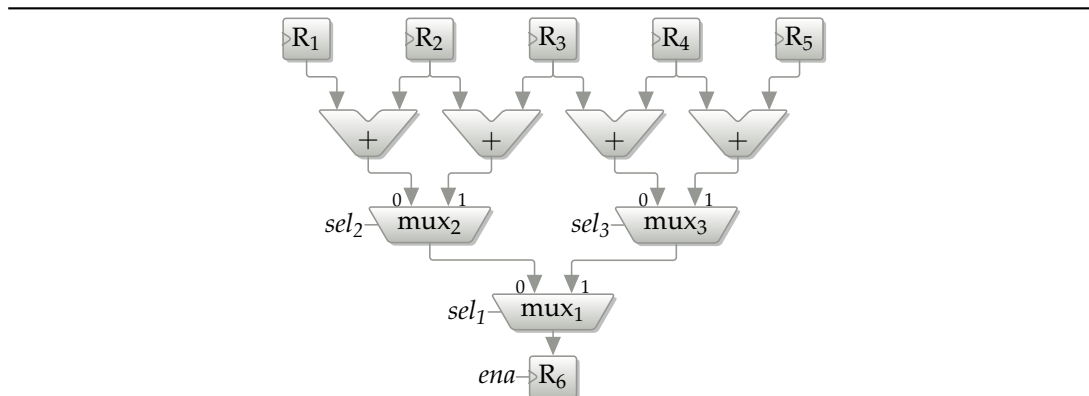 R1 R2 R3 R4 R5
+ + + +
0 1 0 1
sel2 mux2 sel3 mux3
0 1
sel1 mux1
ena R6